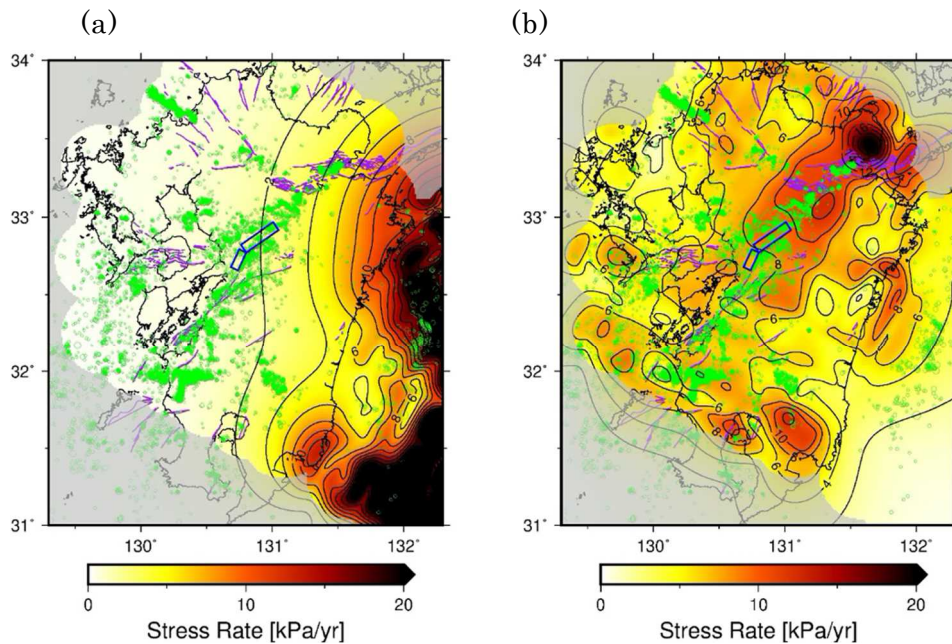 (a) (b)
34° 34°
33° 33°
32° 32°
31° 31°
130° 131° 132° 130° 131° 132°
0 10 20 0 10 20
Stress Rate [kPa/yr] Stress Rate [kPa/yr]